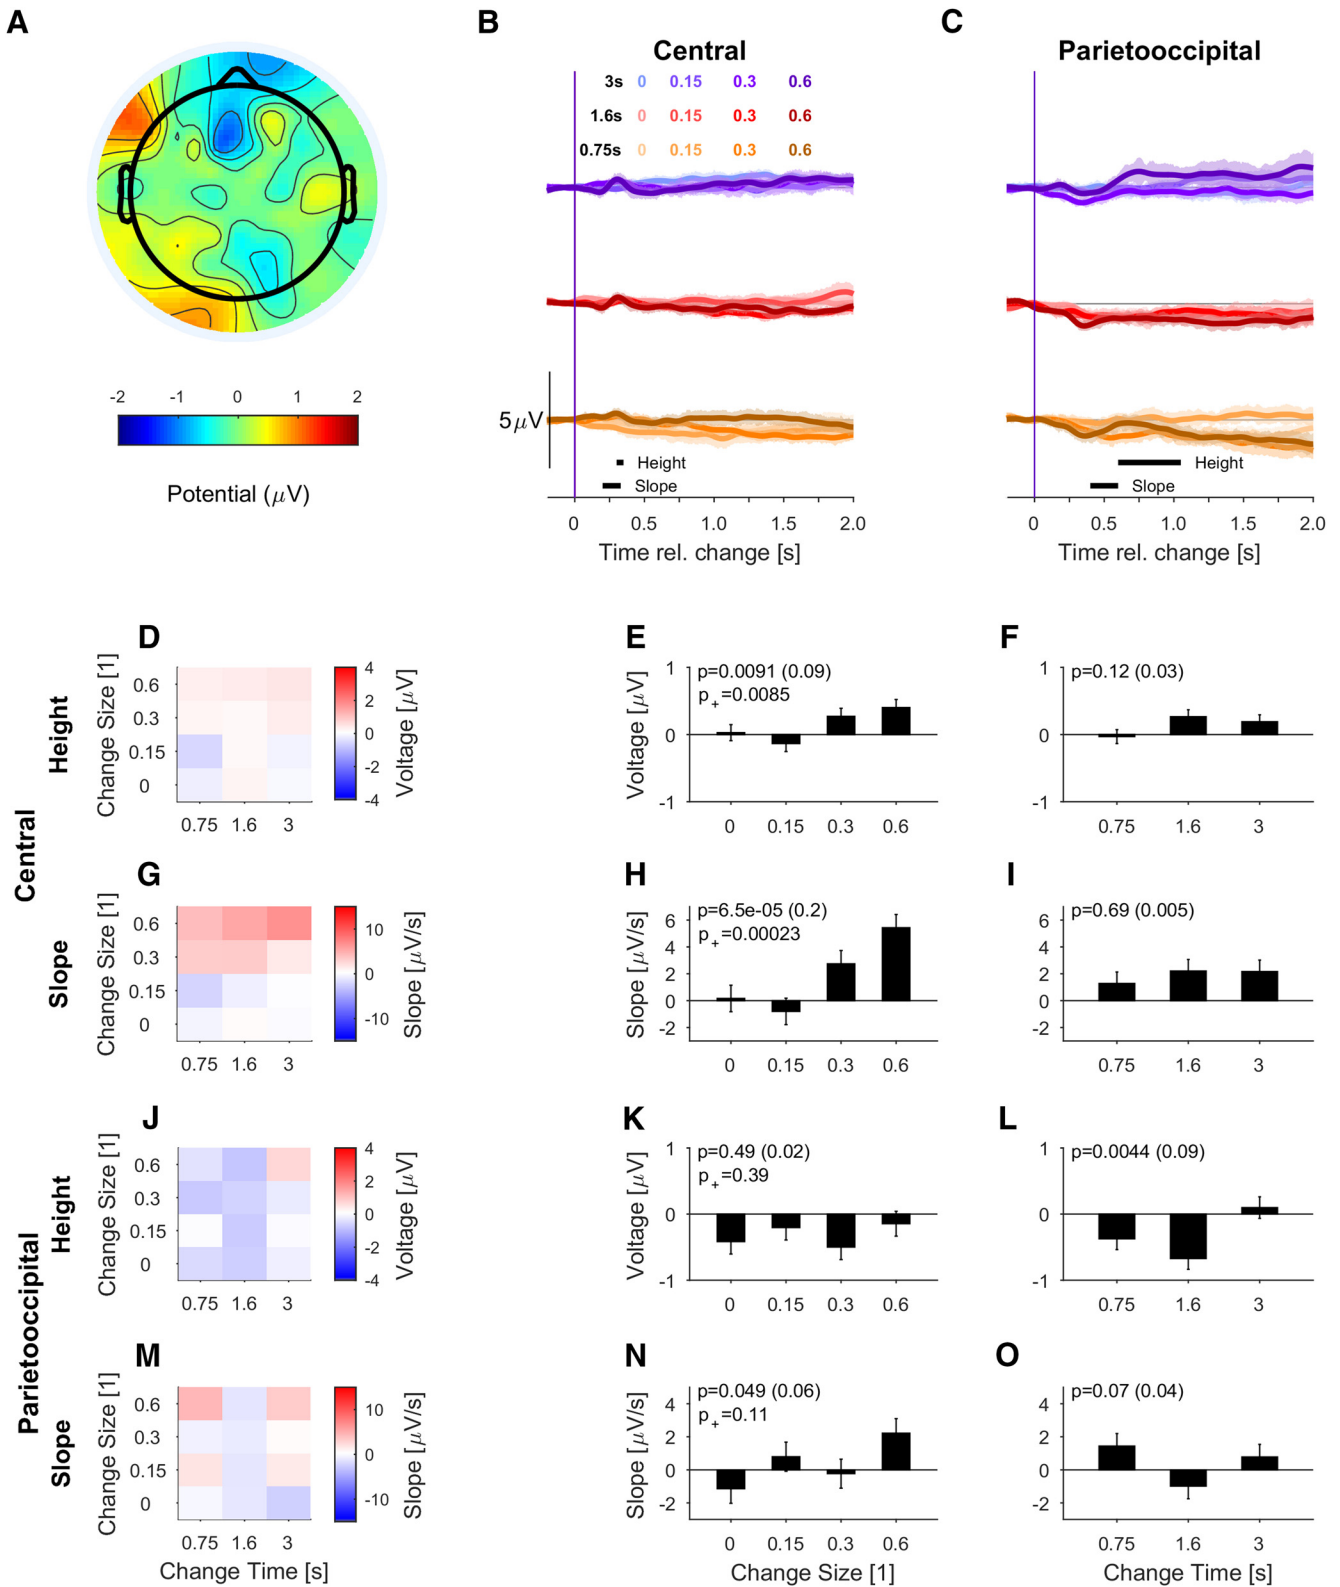 A
B
C
Central
Parietooccipital
3s 0 0.15 0.3 0.6
1.6s 0 0.15 0.3 0.6
0.75s 0 0.15 0.3 0.6
-2 -1 0 1 2
Potential (μV)
5μV
Height
Slope
0 0.5 1.0 1.5 2.0
Time rel. change [s]
Height
Slope
0 0.5 1.0 1.5 2.0
Time rel. change [s]
Central
Height
D
Change Size [1]
0.6
0.3
0.15
0
0.75 1.6 3
4
2
0
-2
-4
Voltage [μV]
E
p=0.0091 (0.09)
p+=0.0085
Voltage [μV]
1
0
-1
0 0.15 0.3 0.6
F
p=0.12 (0.03)
1
0
-1
0.75 1.6 3
Slope
G
Change Size [1]
0.6
0.3
0.15
0
0.75 1.6 3
10
0
-10
Slope [μV/s]
H
p=6.5e-05 (0.2)
p+=0.00023
Slope [μV/s]
6
4
2
0
-2
0 0.15 0.3 0.6
I
p=0.69 (0.005)
6
4
2
0
-2
0.75 1.6 3
Parietooccipital
Height
J
Change Size [1]
0.6
0.3
0.15
0
0.75 1.6 3
4
2
0
-2
-4
Voltage [μV]
K
p=0.49 (0.02)
p+=0.39
Voltage [μV]
1
0
-1
0 0.15 0.3 0.6
L
p=0.0044 (0.09)
1
0
-1
0.75 1.6 3
Slope
M
Change Size [1]
0.6
0.3
0.15
0
0.75 1.6 3
Change Time [s]
10
0
-10
Slope [μV/s]
N
p=0.049 (0.06)
p+=0.11
Slope [μV/s]
4
2
0
-2
0 0.15 0.3 0.6
Change Size [1]
O
p=0.07 (0.04)
4
2
0
-2
0.75 1.6 3
Change Time [s]